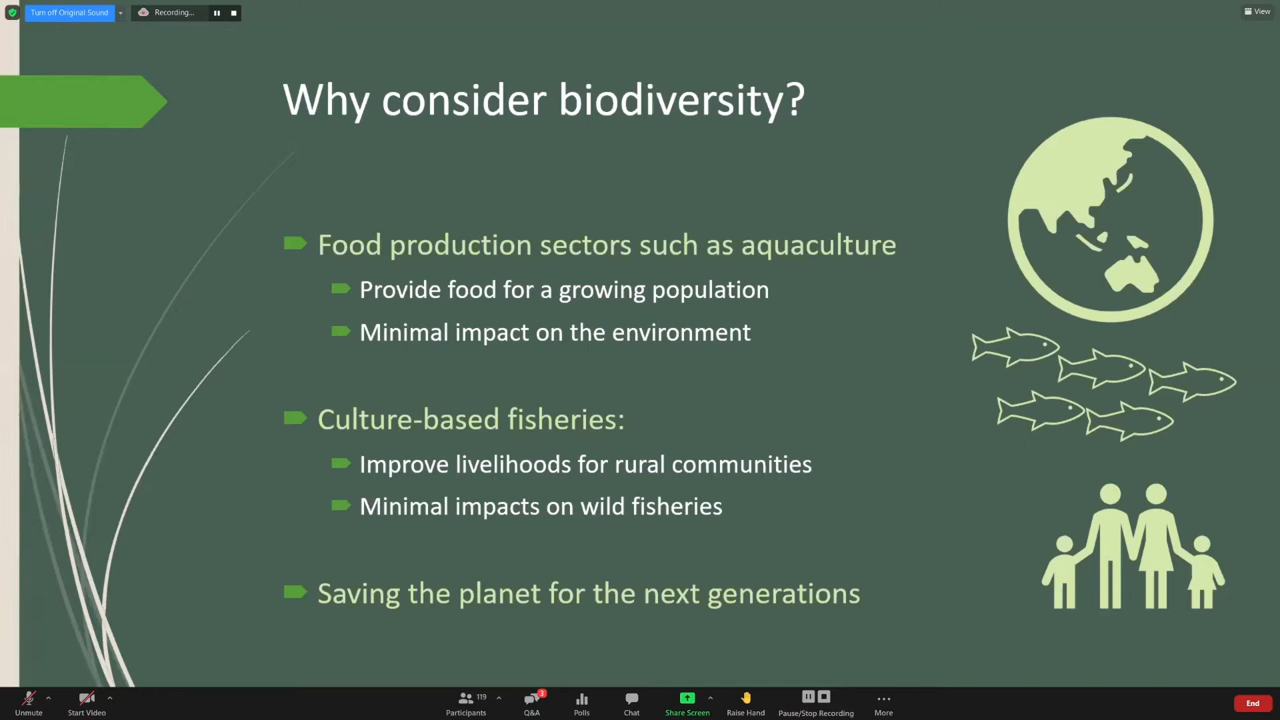 Turn off Original Sound
Recording...
View
Why consider biodiversity?
Food production sectors such as aquaculture
Provide food for a growing population
Minimal impact on the environment
Culture-based fisheries:
Improve livelihoods for rural communities
Minimal impacts on wild fisheries
Saving the planet for the next generations
Unmute
Start Video
119
Participants
3
Q&A
Polls
Chat
Share Screen
Raise Hand
Pause/Stop Recording
More
End